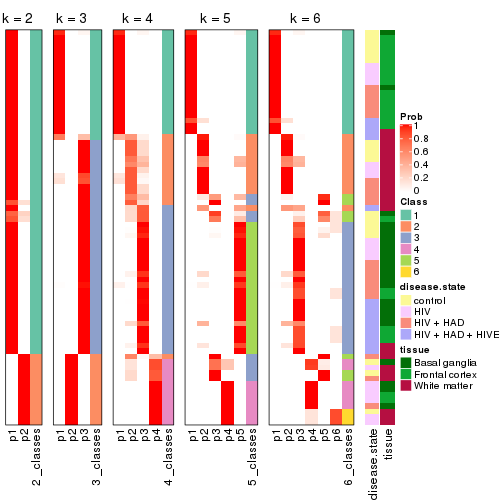 k = 2
k = 3
k = 4
k = 5
k = 6
p1
p2
2_classes
p1
p2
p3
3_classes
p1
p2
p3
p4
4_classes
p1
p2
p3
p4
p5
5_classes
p1
p2
p3
p4
p5
p6
6_classes
disease.state
tissue
Prob
1
0.8
0.6
0.4
0.2
0
Class
1
2
3
4
5
6
disease.state
control
HIV
HIV + HAD
HIV + HAD + HIVE
tissue
Basal ganglia
Frontal cortex
White matter